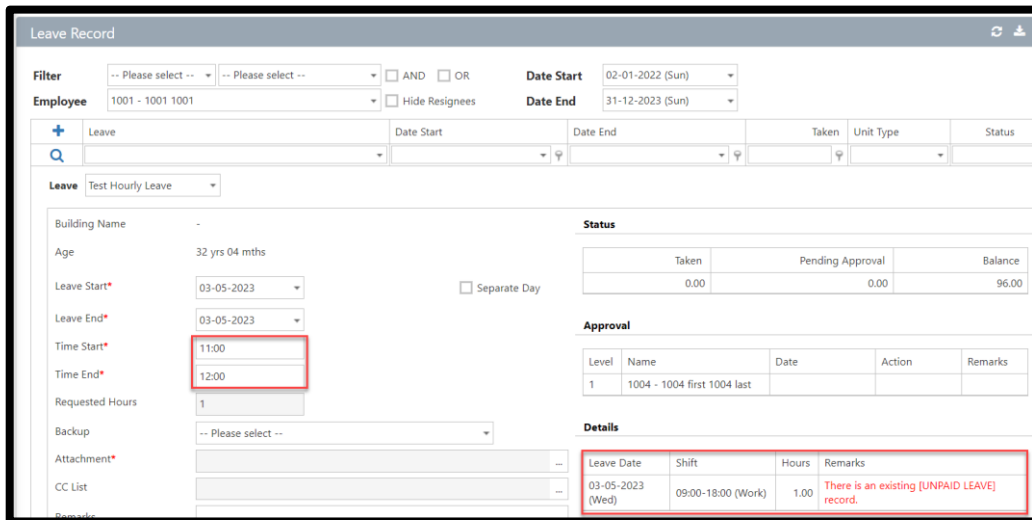 Leave Record
Filter -- Please select -- -- Please select -- AND OR Date Start 02-01-2022 (Sun)
Employee 1001 - 1001 1001 Hide Resignees Date End 31-12-2023 (Sun)
Leave Date Start Date End Taken Unit Type Status
Leave Test Hourly Leave
Building Name -
Age 32 yrs 04 mths
Leave Start* 03-05-2023 Separate Day
Leave End* 03-05-2023
Time Start* 11:00
Time End* 12:00
Requested Hours 1
Backup -- Please select --
Attachment* ...
CC List ...
Remarks
Status
Taken Pending Approval Balance
0.00 0.00 96.00
Approval
Level Name Date Action Remarks
1 1004 - 1004 first 1004 last
Details
Leave Date Shift Hours Remarks
03-05-2023 (Wed) 09:00-18:00 (Work) 1.00 There is an existing [UNPAID LEAVE] record.